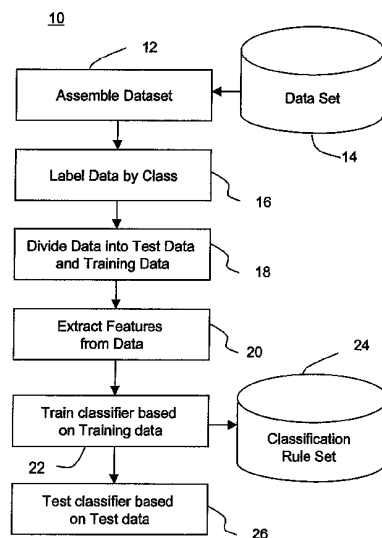 10
12
Assemble Dataset
Data Set
14
Label Data by Class
16
Divide Data into Test Data
and Training Data
18
Extract Features
from Data
20
24
Train classifier based
on Training data
22
Classification
Rule Set
Test classifier based
on Test data
26